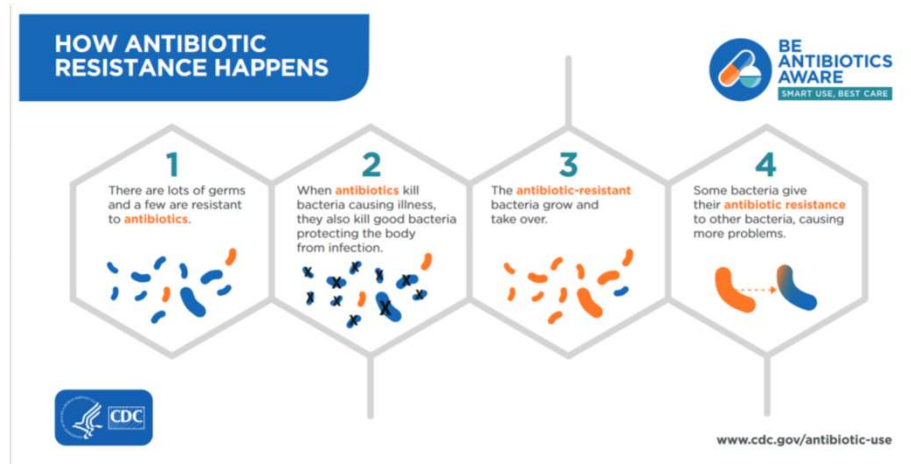 HOW ANTIBIOTIC
RESISTANCE HAPPENS
BE
ANTIBIOTICS
AWARE
SMART USE, BEST CARE
1
There are lots of germs
and a few are resistant
to antibiotics.
2
When antibiotics kill
bacteria causing illness,
they also kill good bacteria
protecting the body
from infection.
3
The antibiotic-resistant
bacteria grow and
take over.
4
Some bacteria give
their antibiotic resistance
to other bacteria, causing
more problems.
CDC
www.cdc.gov/antibiotic-use